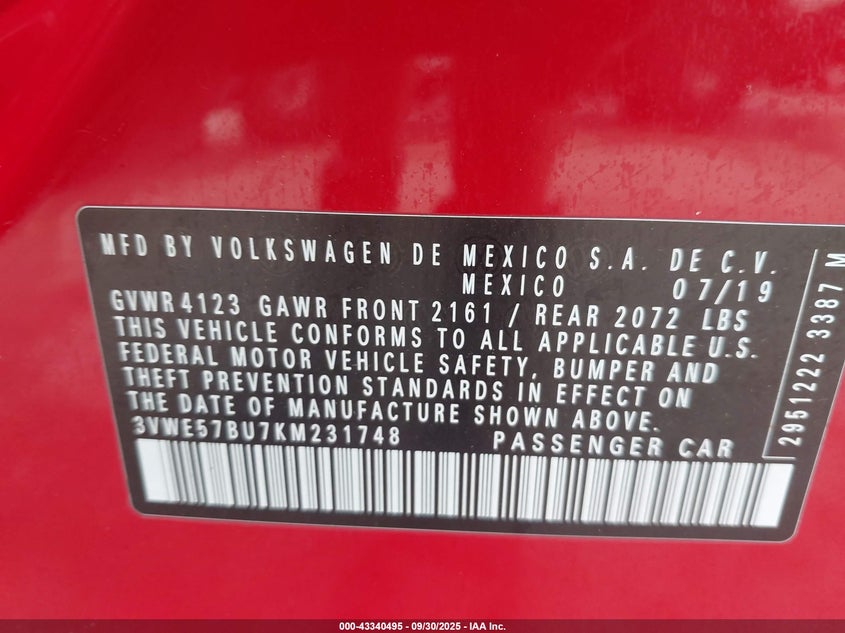 MFD BY VOLKSWAGEN DE MEXICO S.A. DE C.V.
MEXICO 07/19
GVWR 4123 GAWR FRONT 2161 / REAR 2072 LBS
THIS VEHICLE CONFORMS TO ALL APPLICABLE U.S.
FEDERAL MOTOR VEHICLE SAFETY, BUMPER AND
THEFT PREVENTION STANDARDS IN EFFECT ON
THE DATE OF MANUFACTURE SHOWN ABOVE.
3VWE57BU7KM231748 PASSENGER CAR
2951222 3387 M
000-43340495 - 09/30/2025 - IAA Inc.